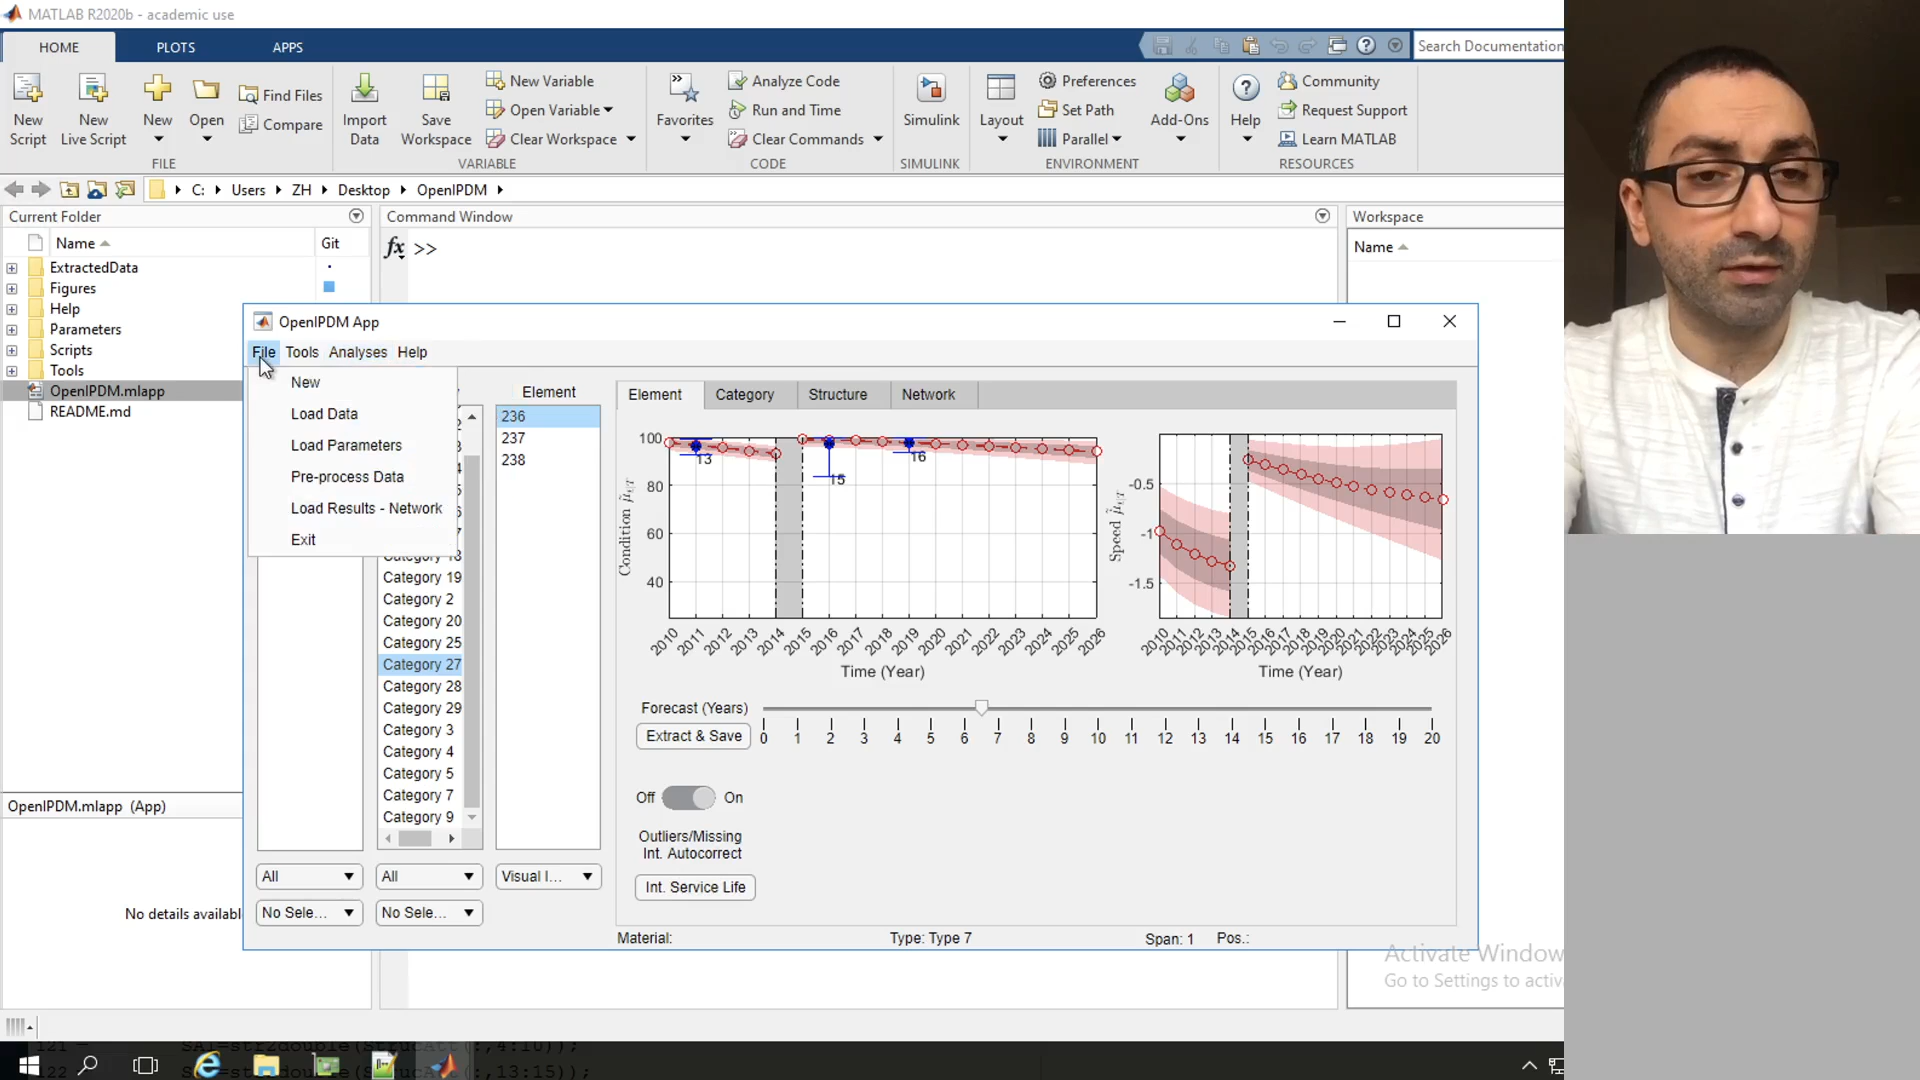 MATLAB R2020b - academic use
HOME
PLOTS
APPS
Search Documentation
New Script
New Live Script
New
Open
Find Files
Compare
FILE
Import Data
Save Workspace
New Variable
Open Variable
Clear Workspace
VARIABLE
Favorites
Analyze Code
Run and Time
Clear Commands
CODE
Simulink
SIMULINK
Layout
Preferences
Set Path
Parallel
Add-Ons
ENVIRONMENT
Help
Community
Request Support
Learn MATLAB
RESOURCES
C: Users ZH Desktop OpenIPDM
Current Folder
Name
Git
ExtractedData
Figures
Help
Parameters
Scripts
Tools
OpenIPDM.mlapp
README.md
OpenIPDM.mlapp (App)
No details availabl
Command Window
fx >>
Workspace
Name
OpenIPDM App
File Tools Analyses Help
New
Load Data
Load Parameters
Pre-process Data
Load Results - Network
Exit
Category 19
Category 2
Category 20
Category 25
Category 27
Category 28
Category 29
Category 3
Category 4
Category 5
Category 7
Category 9
Element
236
237
238
All
All
Visual I...
No Sele...
No Sele...
Element
Category
Structure
Network
100
80
60
40
13
15
16
2010 2011 2012 2013 2014 2015 2016 2017 2018 2019 2020 2021 2022 2023 2024 2025 2026
Time (Year)
-0.5
-1
-1.5
2010 2011 2012 2013 2014 2015 2016 2017 2018 2019 2020 2021 2022 2023 2024 2025 2026
Time (Year)
Forecast (Years)
Extract & Save
0 1 2 3 4 5 6 7 8 9 10 11 12 13 14 15 16 17 18 19 20
Off On
Outliers/Missing
Int. Autocorrect
Int. Service Life
Material:
Type: Type 7
Span: 1
Pos.:
Activate Window
Go to Settings to activ